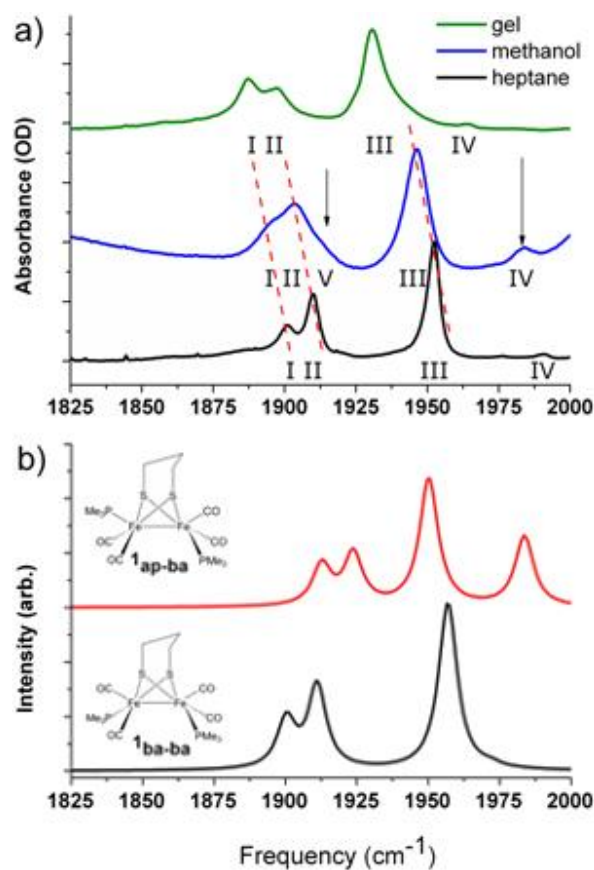 a)
gel
methanol
heptane
Absorbance (OD)
I II III IV
I II V III IV
I II III IV
1825 1850 1875 1900 1925 1950 1975 2000
b)
S S
Me₃P Fe Fe CO
OC CO
OC PMe₃
1ap-ba
S S
OC Fe Fe CO
Me₃P CO
OC PMe₃
1ba-ba
Intensity (arb.)
1825 1850 1875 1900 1925 1950 1975 2000
Frequency (cm⁻¹)